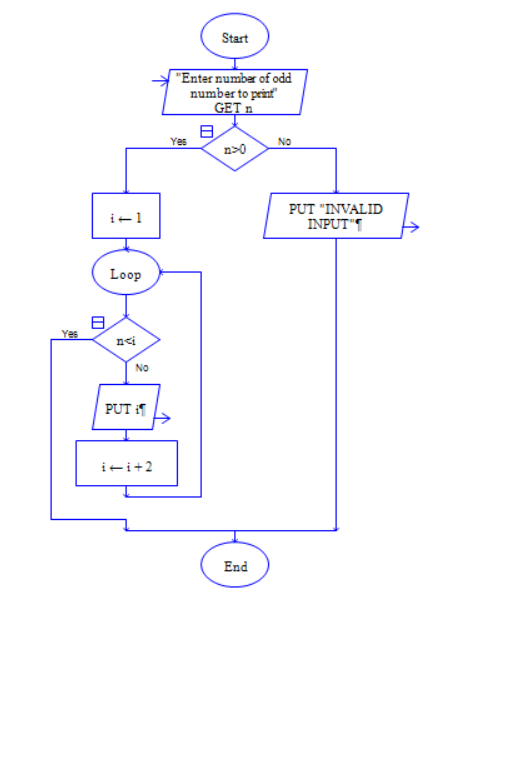 Start
"Enter number of odd
number to print"
GET n
Yes
n>0
No
i ← 1
PUT "INVALID
INPUT"¶
Loop
Yes
n<i
No
PUT i¶
i ← i + 2
End